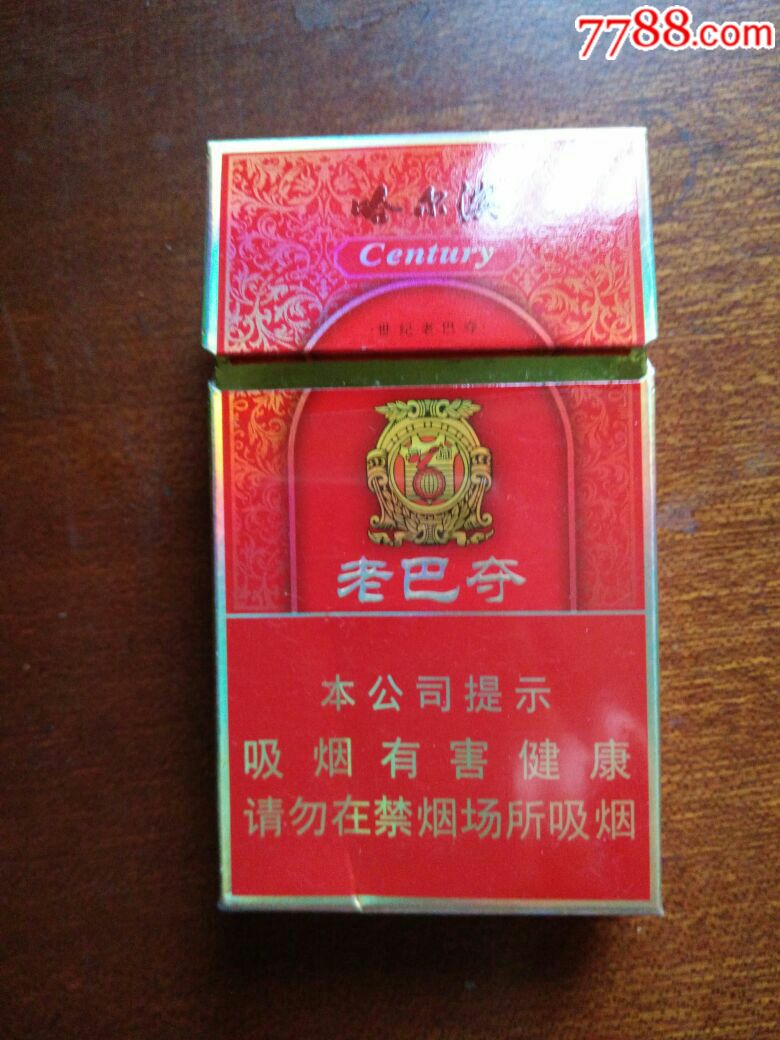 7788.com
哈尔滨
Century
·世纪老巴夺·
老巴夺
本公司提示
吸烟有害健康
请勿在禁烟场所吸烟